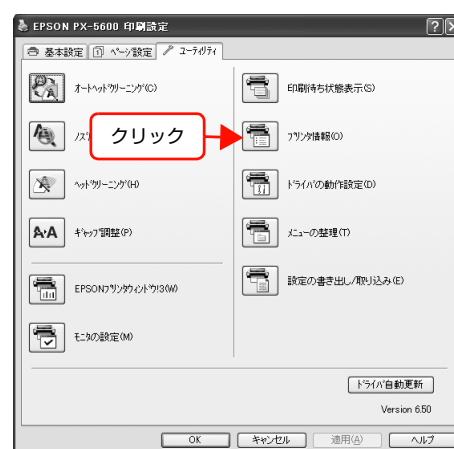 EPSON PX-5600 印刷設定
基本設定
ページ設定
ユーティリティ
オートヘッドクリーニング(C)
クリック
ヘッドクリーニング(H)
ギャップ調整(P)
EPSONプリンタウィンドウ!3(W)
モニタの設定(M)
印刷待ち状態表示(S)
プリンタ情報(O)
ドライバの動作設定(D)
メニューの整理(T)
設定の書き出し/取り込み(E)
ドライバ自動更新
Version 6.50
OK
キャンセル
適用(A)
ヘルプ